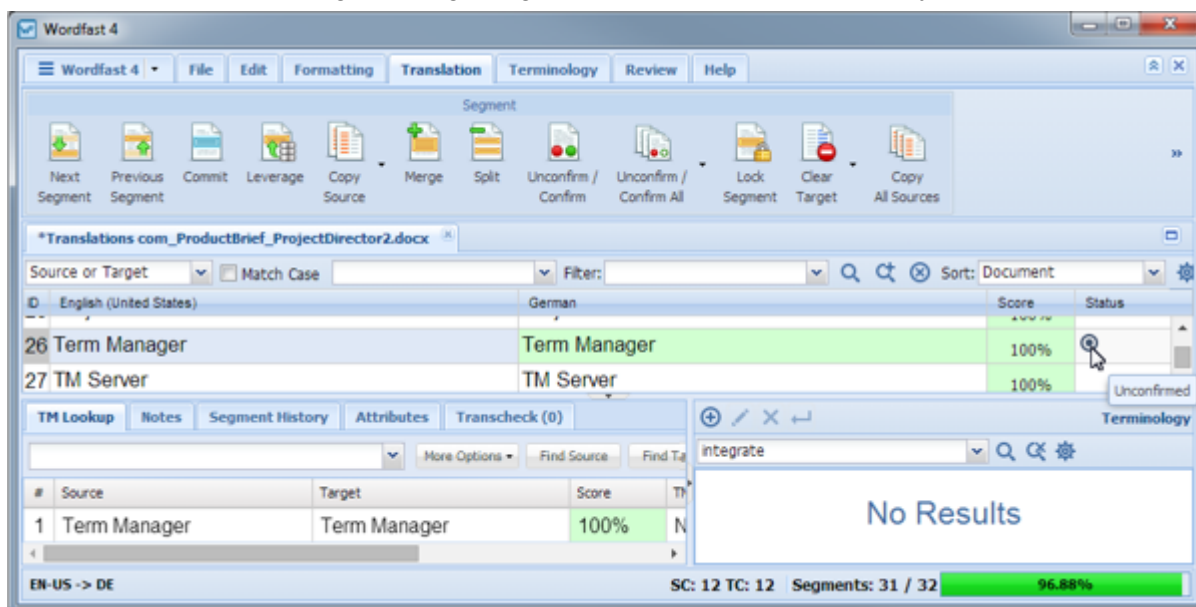 Wordfast 4
Wordfast 4 File Edit Formatting Translation Terminology Review Help
Segment
Next Segment Previous Segment Commit Leverage Copy Source Merge Split Unconfirm / Confirm Unconfirm / Confirm All Lock Segment Clear Target Copy All Sources
*Translations com_ProductBrief_ProjectDirector2.docx
Source or Target Match Case Filter: Sort: Document
ID English (United States) German Score Status
26 Term Manager Term Manager 100%
27 TM Server TM Server 100%
Unconfirmed
TM Lookup Notes Segment History Attributes Transcheck (0) Terminology
More Options Find Source Find Ta integrate
# Source Target Score TM
1 Term Manager Term Manager 100% N
No Results
EN-US -> DE SC: 12 TC: 12 Segments: 31 / 32 96.88%